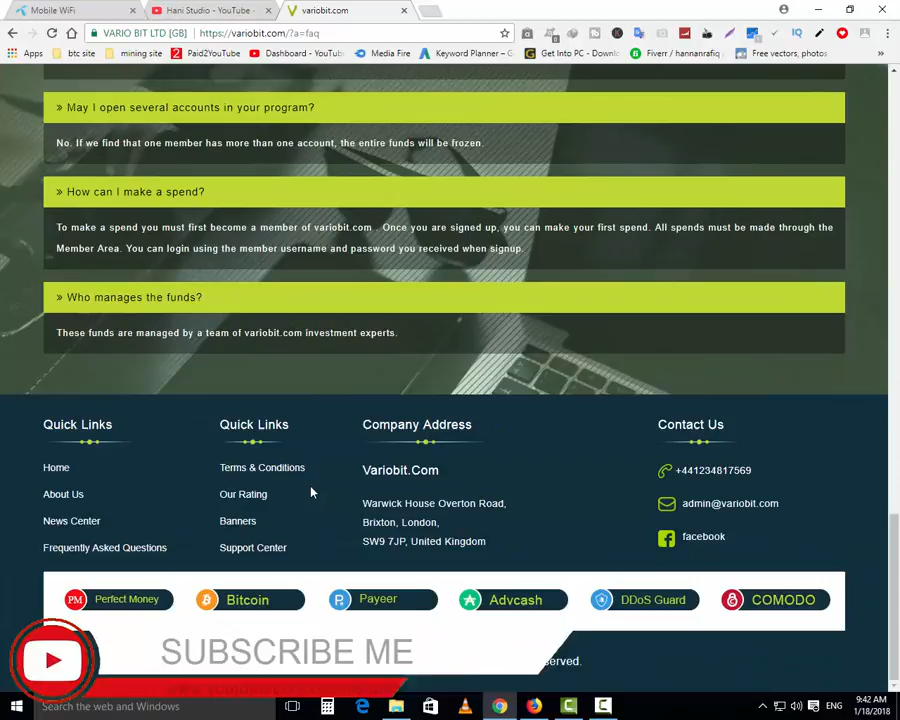 Mobile WiFi
Hani Studio - YouTube
variobit.com
VARIO BIT LTD [GB]
https://variobit.com/?a=faq
Apps
btc site
mining site
Paid2YouTube
Dashboard - YouTub
Media Fire
Keyword Planner – G
Get Into PC - Downl
Fiverr / hannanrafiq
Free vectors, photos
» May I open several accounts in your program?
No. If we find that one member has more than one account, the entire funds will be frozen.
» How can I make a spend?
To make a spend you must first become a member of variobit.com . Once you are signed up, you can make your first spend. All spends must be made through the
Member Area. You can login using the member username and password you received when signup.
» Who manages the funds?
These funds are managed by a team of variobit.com investment experts.
Quick Links
Home
About Us
News Center
Frequently Asked Questions
Quick Links
Terms & Conditions
Our Rating
Banners
Support Center
Company Address
Variobit.Com
Warwick House Overton Road,
Brixton, London,
SW9 7JP, United Kingdom
Contact Us
+441234817569
admin@variobit.com
facebook
PM Perfect Money
Bitcoin
Payeer
Advcash
DDoS Guard
COMODO
SUBSCRIBE ME
served.
Search the web and Windows
ENG
9:42 AM
1/18/2018